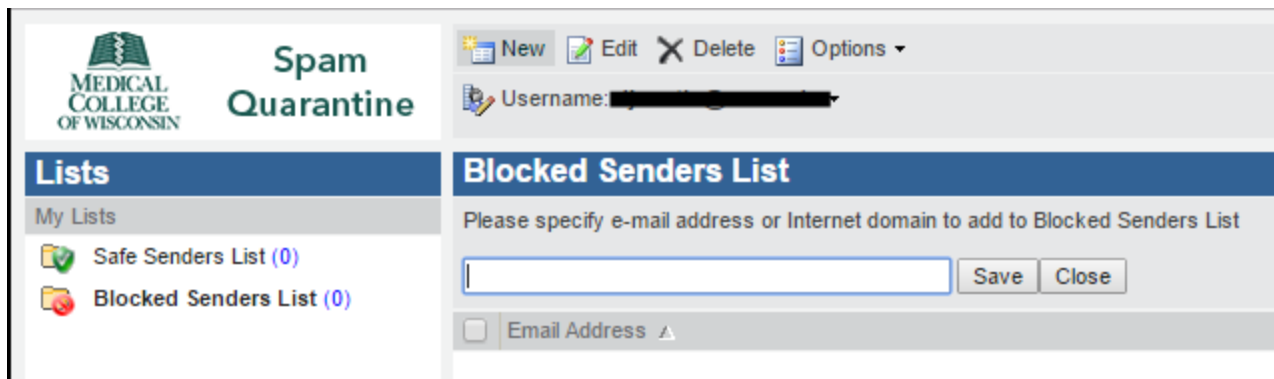 MEDICAL
COLLEGE
OF WISCONSIN
Spam
Quarantine
New Edit Delete Options
Username:
Lists
My Lists
Safe Senders List (0)
Blocked Senders List (0)
Blocked Senders List
Please specify e-mail address or Internet domain to add to Blocked Senders List
Save Close
Email Address